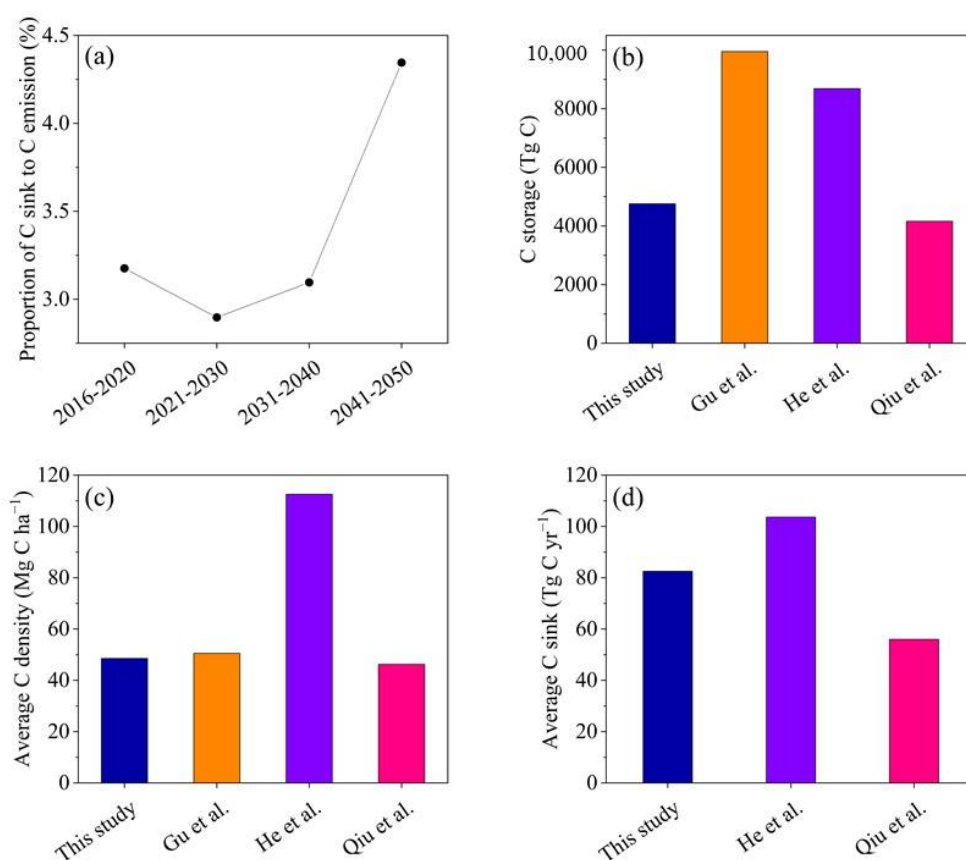 (a)
Proportion of C sink to C emission (%)
4.5
4.0
3.5
3.0
2016-2020
2021-2030
2031-2040
2041-2050
(b)
C storage (Tg C)
10,000
8000
6000
4000
2000
0
This study
Gu et al.
He et al.
Qiu et al.
(c)
Average C density (Mg C ha⁻¹)
120
100
80
60
40
20
0
This study
Gu et al.
He et al.
Qiu et al.
(d)
Average C sink (Tg C yr⁻¹)
120
100
80
60
40
20
0
This study
He et al.
Qiu et al.